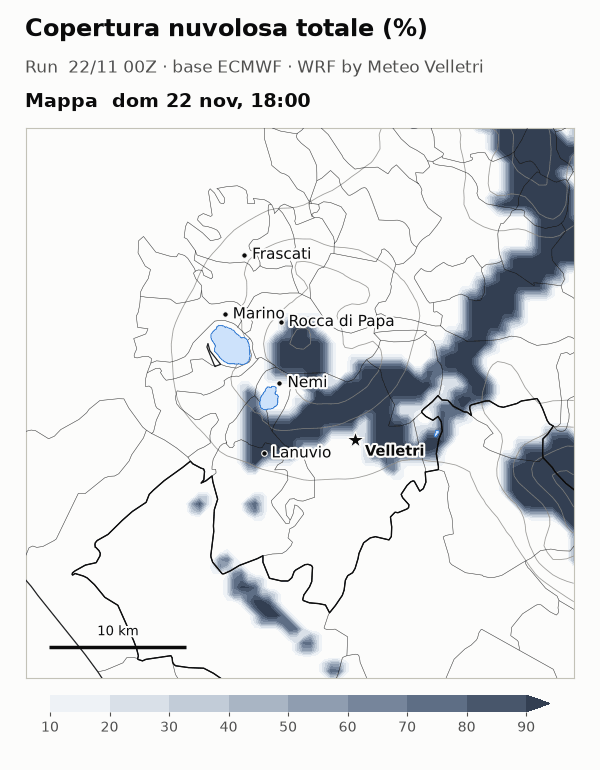 Copertura nuvolosa totale (%)
Run  22/11 00Z · base ECMWF · WRF by Meteo Velletri
Mappa  dom 22 nov, 18:00
Frascati
Marino
Rocca di Papa
Nemi
Velletri
Lanuvio
10 km
10 20 30 40 50 60 70 80 90